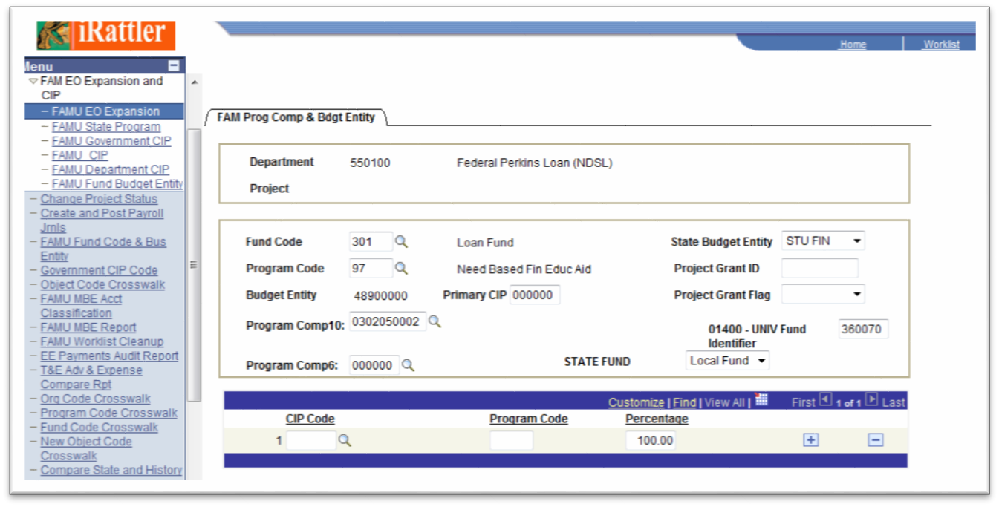 iRattler
Home | Worklist
Menu
FAM EO Expansion and
CIP
– FAMU EO Expansion
– FAMU State Program
– FAMU Government CIP
– FAMU CIP
– FAMU Department CIP
– FAMU Fund Budget Entity
– Change Project Status
– Create and Post Payroll
Jrnls
– FAMU Fund Code & Bus
Entity
– Government CIP Code
– Object Code Crosswalk
– FAMU MBE Acct
Classification
– FAMU MBE Report
– FAMU Worklist Cleanup
– EE Payments Audit Report
– T&E Adv & Expense
Compare Rpt
– Org Code Crosswalk
– Program Code Crosswalk
– Fund Code Crosswalk
– New Object Code
Crosswalk
– Compare State and History
FAM Prog Comp & Bdgt Entity
Department 550100 Federal Perkins Loan (NDSL)
Project
Fund Code 301 Loan Fund State Budget Entity STU FIN
Program Code 97 Need Based Fin Educ Aid Project Grant ID
Budget Entity 48900000 Primary CIP 000000 Project Grant Flag
Program Comp10: 0302050002 01400 - UNIV Fund 360070
Identifier
Program Comp6: 000000 STATE FUND Local Fund
Customize | Find | View All | First 1 of 1 Last
CIP Code Program Code Percentage
1 100.00